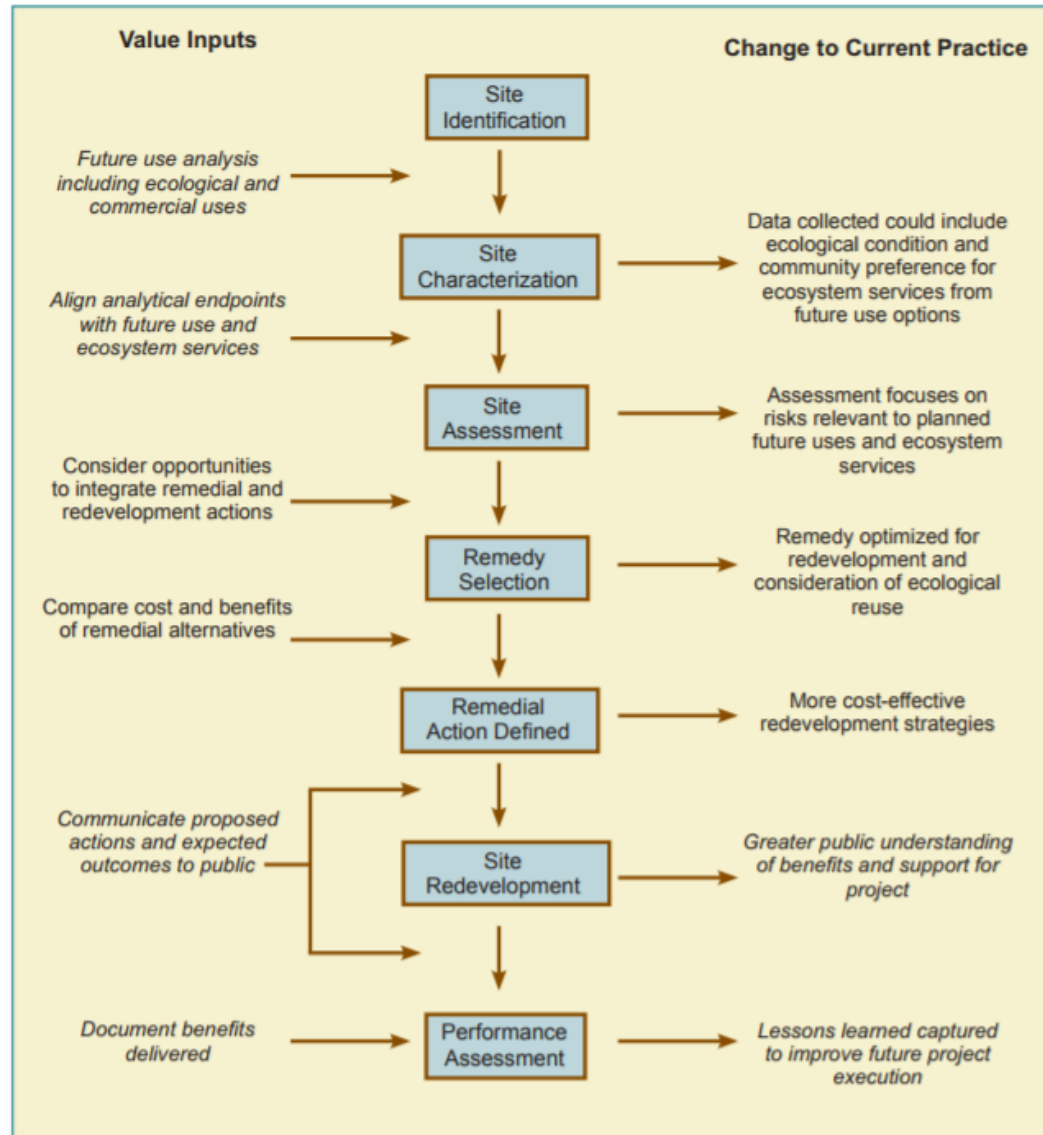 Value Inputs
Change to Current Practice
Site
Identification
Future use analysis
including ecological and
commercial uses
Site
Characterization
Data collected could include
ecological condition and
community preference for
ecosystem services from
future use options
Align analytical endpoints
with future use and
ecosystem services
Site
Assessment
Assessment focuses on
risks relevant to planned
future uses and ecosystem
services
Consider opportunities
to integrate remedial and
redevelopment actions
Remedy
Selection
Remedy optimized for
redevelopment and
consideration of ecological
reuse
Compare cost and benefits
of remedial alternatives
Remedial
Action Defined
More cost-effective
redevelopment strategies
Communicate proposed
actions and expected
outcomes to public
Site
Redevelopment
Greater public understanding
of benefits and support for
project
Document benefits
delivered
Performance
Assessment
Lessons learned captured
to improve future project
execution